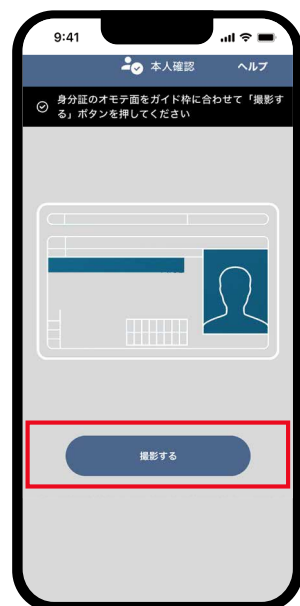 9:41
本人確認 ヘルプ
身分証のオモテ面をガイド枠に合わせて「撮影す
る」ボタンを押してください
撮影する